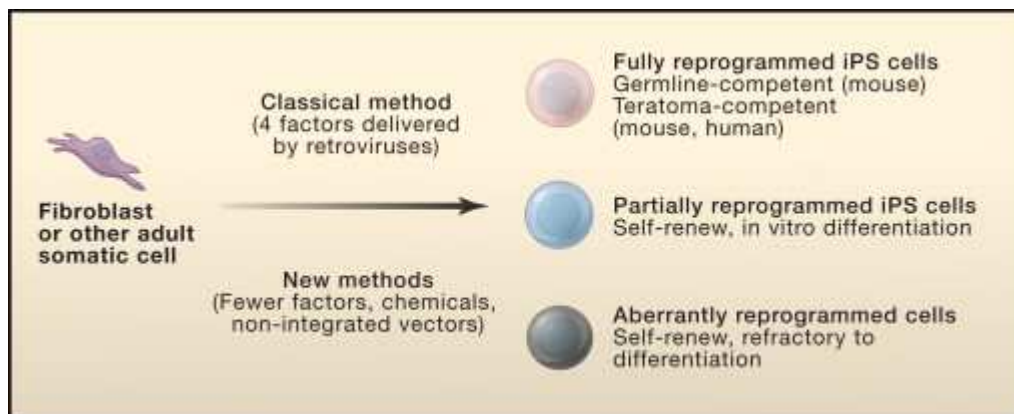 Fibroblast
or other adult
somatic cell
Classical method
(4 factors delivered
by retroviruses)
New methods
(Fewer factors, chemicals,
non-integrated vectors)
Fully reprogrammed iPS cells
Germline-competent (mouse)
Teratoma-competent
(mouse, human)
Partially reprogrammed iPS cells
Self-renew, in vitro differentiation
Aberrantly reprogrammed cells
Self-renew, refractory to
differentiation